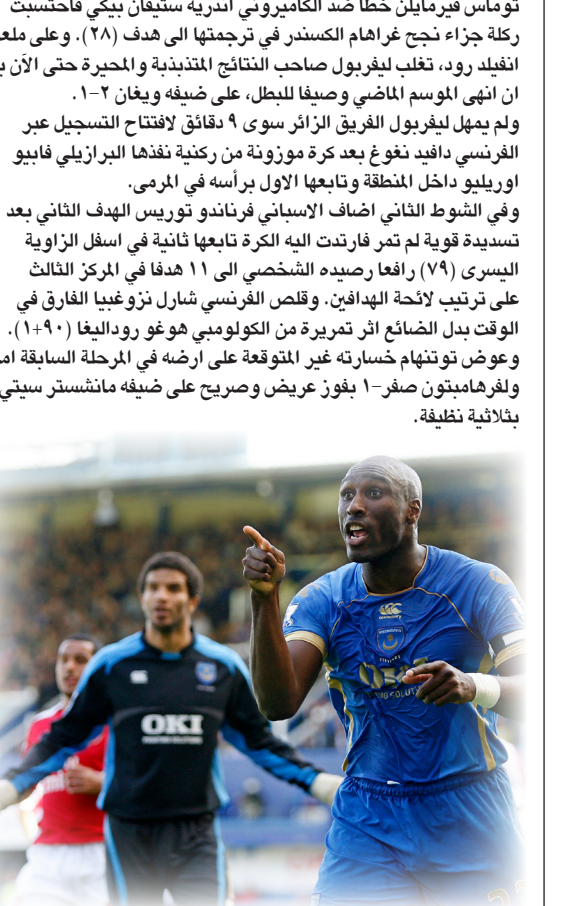 توماس فيرمايلن خطأ ضد الكاميروني اندريه ستيفان بيكي فاحتسبت
ركلة جزاء نجح غراهام الكسندر في ترجمتها الى هدف (٢٨). وعلى
انفيلد رود، تغلب ليفربول صاحب النتائج المتذبذبة والمحيرة حتى الآن
ان انهى الموسم الماضي وصيفا للبطل، على ضيفه ويغان ٢-١.
ولم يمهل ليفربول الفريق الزائر سوى ٩ دقائق لافتتاح التسجيل عبر
الفرنسي دافيد نغوغ بعد كرة موزونة من ركنية نفذها البرازيلي فابيو
اوريليو داخل المنطقة وتابعها الاول برأسه في المرمى.
وفي الشوط الثاني اضاف الاسباني فرناندو توريس الهدف الثاني بعد
تسديدة قوية لم تمر فارتدت اليه الكرة تابعها ثانية في اسفل الزاوية
اليسرى (٧٩) رافعا رصيده الشخصي الى ١١ هدفا في المركز الثالث
على ترتيب لائحة الهدافين. وقلص الفرنسي شارل نزوغبيا الفارق في
الوقت بدل الضائع اثر تمريرة من الكولومبي هوغو روداليغا (٩٠+١).
وعوض توتنهام خسارته غير المتوقعة على ارضه في المرحلة السابقة
ولفرهامبتون صفر-١ بفوز عريض وصريح على ضيفه مانشستر سيتي
بثلاثية نظيفة.
OKI
OKI